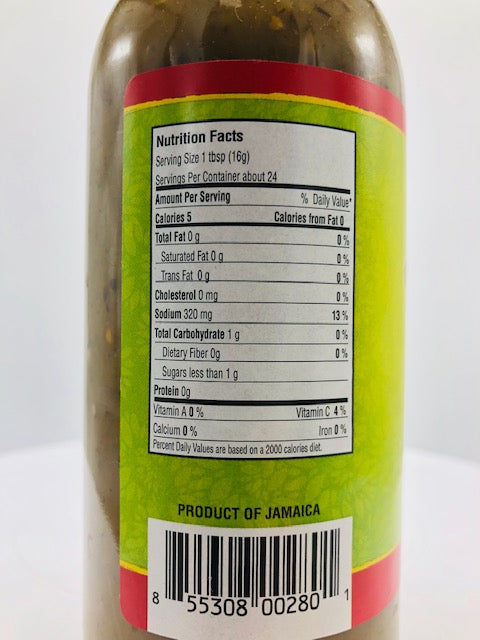 Nutrition Facts
Serving Size 1 tbsp (16g)
Servings Per Container about 24
Amount Per Serving % Daily Value*
Calories 5 Calories from Fat 0
Total Fat 0 g 0 %
Saturated Fat 0 g 0 %
Trans Fat 0 g 0 %
Cholesterol 0 mg 0 %
Sodium 320 mg 13 %
Total Carbohydrate 1 g 0 %
Dietary Fiber 0g 0 %
Sugars less than 1 g
Protein 0g
Vitamin A 0 % Vitamin C 4 %
Calcium 0 % Iron 0 %
Percent Daily Values are based on a 2000 calories diet.
PRODUCT OF JAMAICA
8 55308 00280 1